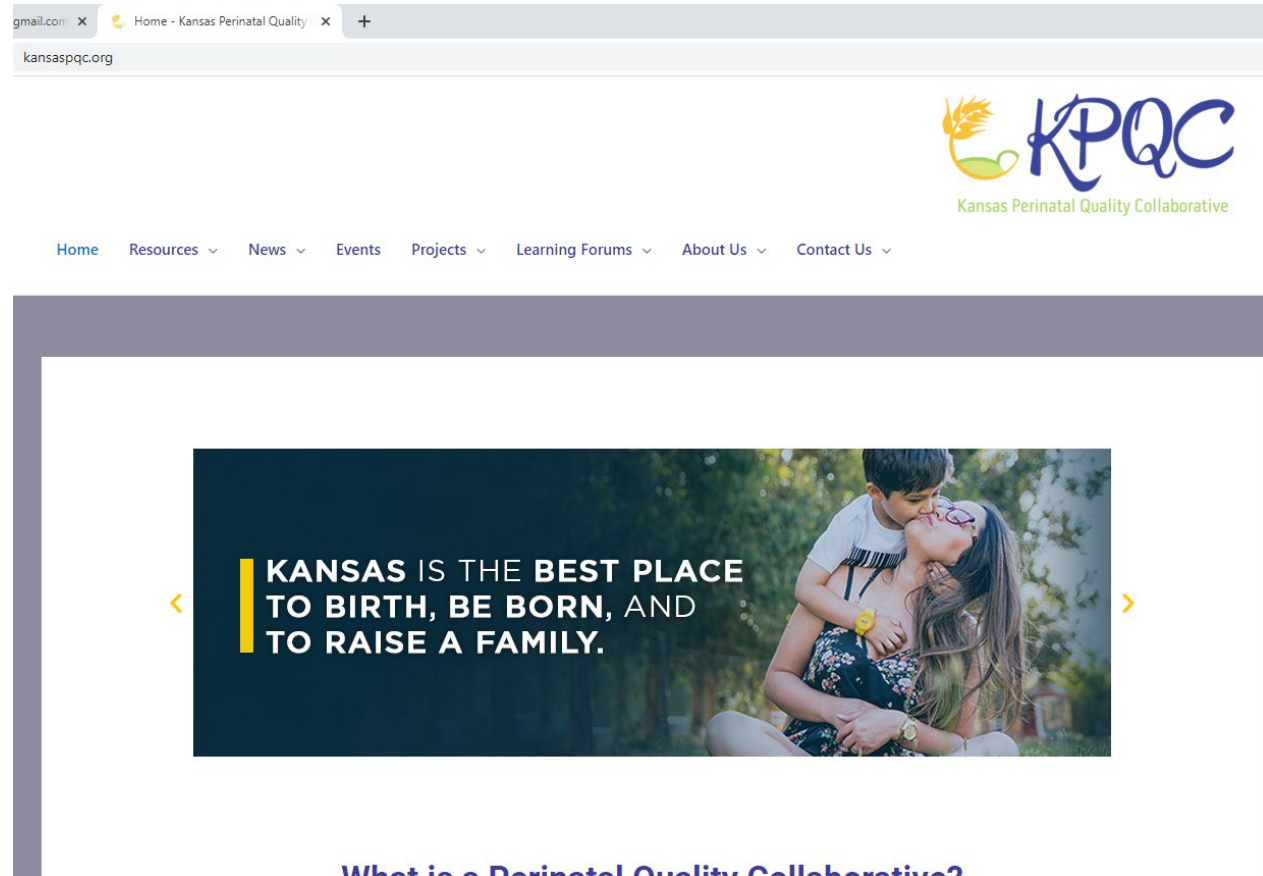 gmail.com
Home - Kansas Perinatal Quality
kansaspqc.org
KPQC
Kansas Perinatal Quality Collaborative
Home Resources News Events Projects Learning Forums About Us Contact Us
KANSAS IS THE BEST PLACE
TO BIRTH, BE BORN, AND
TO RAISE A FAMILY.
What is a Perinatal Quality Collaborative?